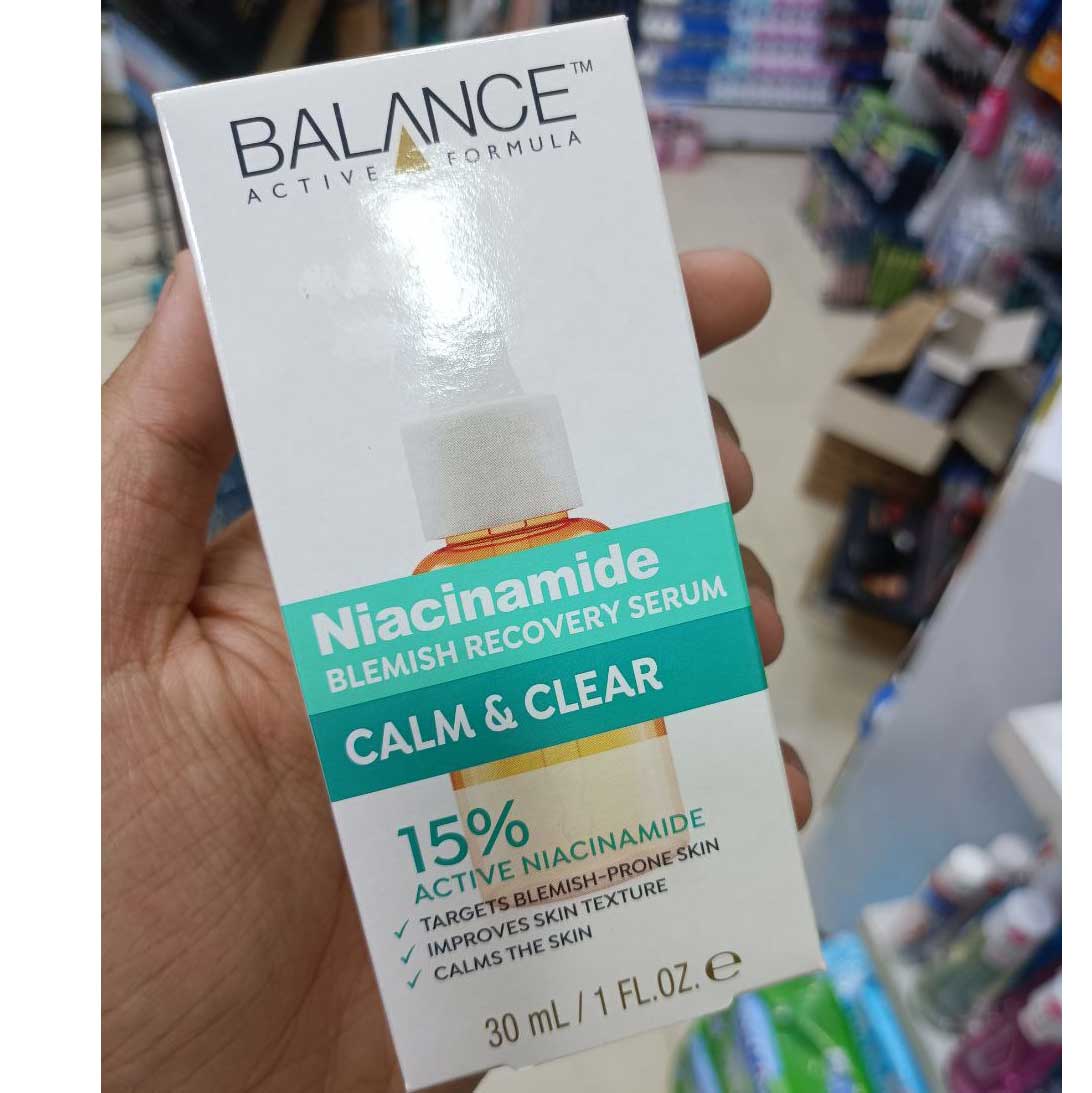 BALANCE™
ACTIVE FORMULA
Niacinamide
BLEMISH RECOVERY SERUM
CALM & CLEAR
15%
ACTIVE NIACINAMIDE
✓ TARGETS BLEMISH-PRONE SKIN
✓ IMPROVES SKIN TEXTURE
✓ CALMS THE SKIN
30 mL / 1 FL.OZ. ℮